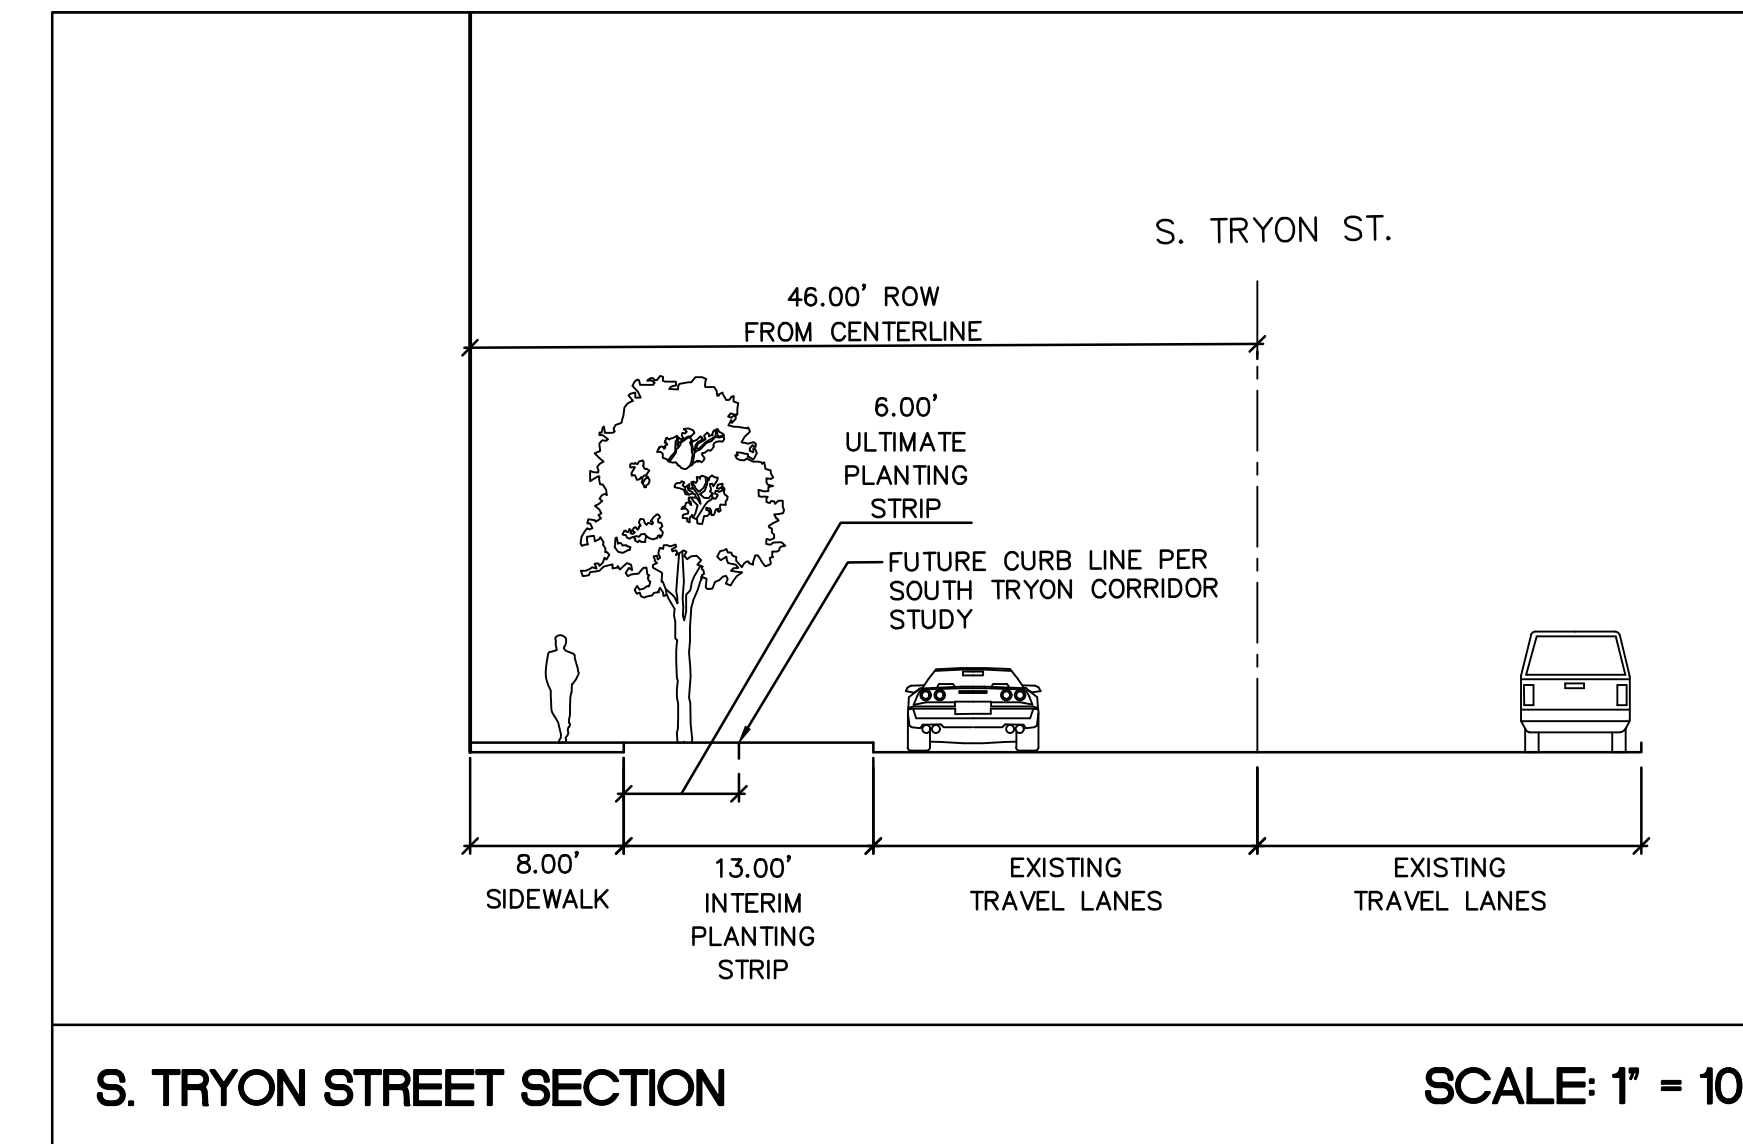 S. TRYON ST.
46.00' ROW
FROM CENTERLINE
6.00'
ULTIMATE
PLANTING
STRIP
FUTURE CURB LINE PER
SOUTH TRYON CORRIDOR
STUDY
8.00'
SIDEWALK
13.00'
INTERIM
PLANTING
STRIP
EXISTING
TRAVEL LANES
EXISTING
TRAVEL LANES
S. TRYON STREET SECTION
SCALE: 1" = 10